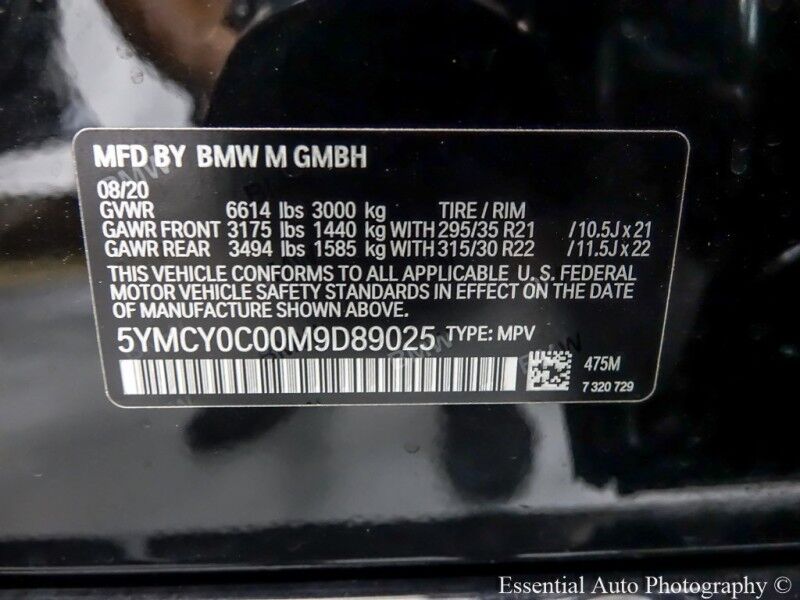 MFD BY BMW M GMBH
08/20
GVWR 6614 lbs 3000 kg TIRE / RIM
GAWR FRONT 3175 lbs 1440 kg WITH 295/35 R21 /10.5J x 21
GAWR REAR 3494 lbs 1585 kg WITH 315/30 R22 /11.5J x 22
THIS VEHICLE CONFORMS TO ALL APPLICABLE U.S. FEDERAL
MOTOR VEHICLE SAFETY STANDARDS IN EFFECT ON THE DATE
OF MANUFACTURE SHOWN ABOVE.
5YMCY0C00M9D89025 TYPE: MPV
475M
7 320 729
Essential Auto Photography ©